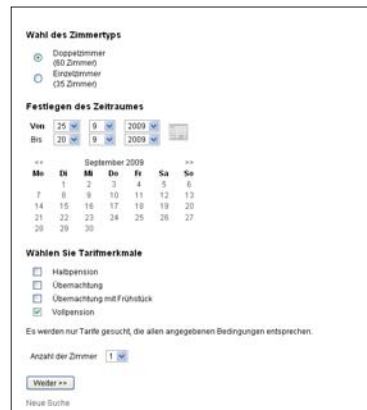 Wahl des Zimmertyps
Doppelzimmer
(60 Zimmer)
Einzelzimmer
(35 Zimmer)
Festlegen des Zeitraumes
Von 25 9 2009
Bis 20 9 2009
<< September 2009 >>
Mo Di Mi Do Fr Sa So
1 2 3 4 5 6
7 8 9 10 11 12 13
14 15 16 17 18 19 20
21 22 23 24 25 26 27
28 29 30
Wählen Sie Tarifmerkmale
Halbpension
Übernachtung
Übernachtung mit Frühstück
Vollpension
Es werden nur Tarife gesucht, die allen angegebenen Bedingungen entsprechen.
Anzahl der Zimmer 1
Weiter >>
Neue Suche